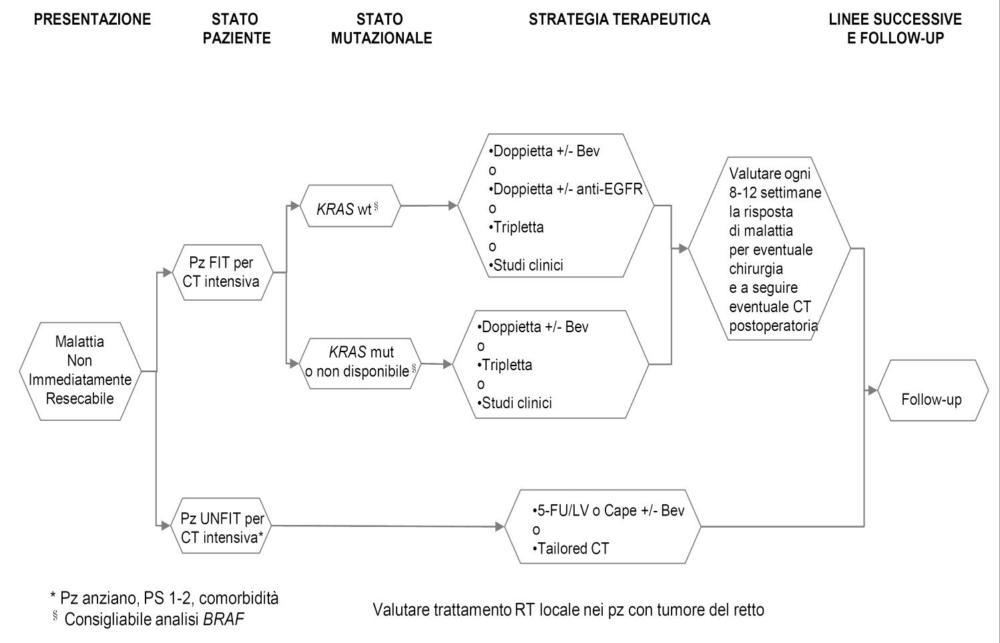 PRESENTAZIONE
STATO
PAZIENTE
STATO
MUTAZIONALE
STRATEGIA TERAPEUTICA
LINEE SUCCESSIVE
E FOLLOW-UP
Malattia
Non
Immediatamente
Resecabile
Pz FIT per
CT intensiva
KRAS wt §
•Doppietta +/- Bev
o
•Doppietta +/- anti-EGFR
o
•Tripletta
o
•Studi clinici
KRAS mut
o non disponibile §
•Doppietta +/- Bev
o
•Tripletta
o
•Studi clinici
Valutare ogni
8-12 settimane
la risposta
di malattia
per eventuale
chirurgia
e a seguire
eventuale CT
postoperatoria
Pz UNFIT per
CT intensiva*
•5-FU/LV o Cape +/- Bev
o
•Tailored CT
Follow-up
* Pz anziano, PS 1-2, comorbidità
§ Consigliabile analisi BRAF
Valutare trattamento RT locale nei pz con tumore del retto